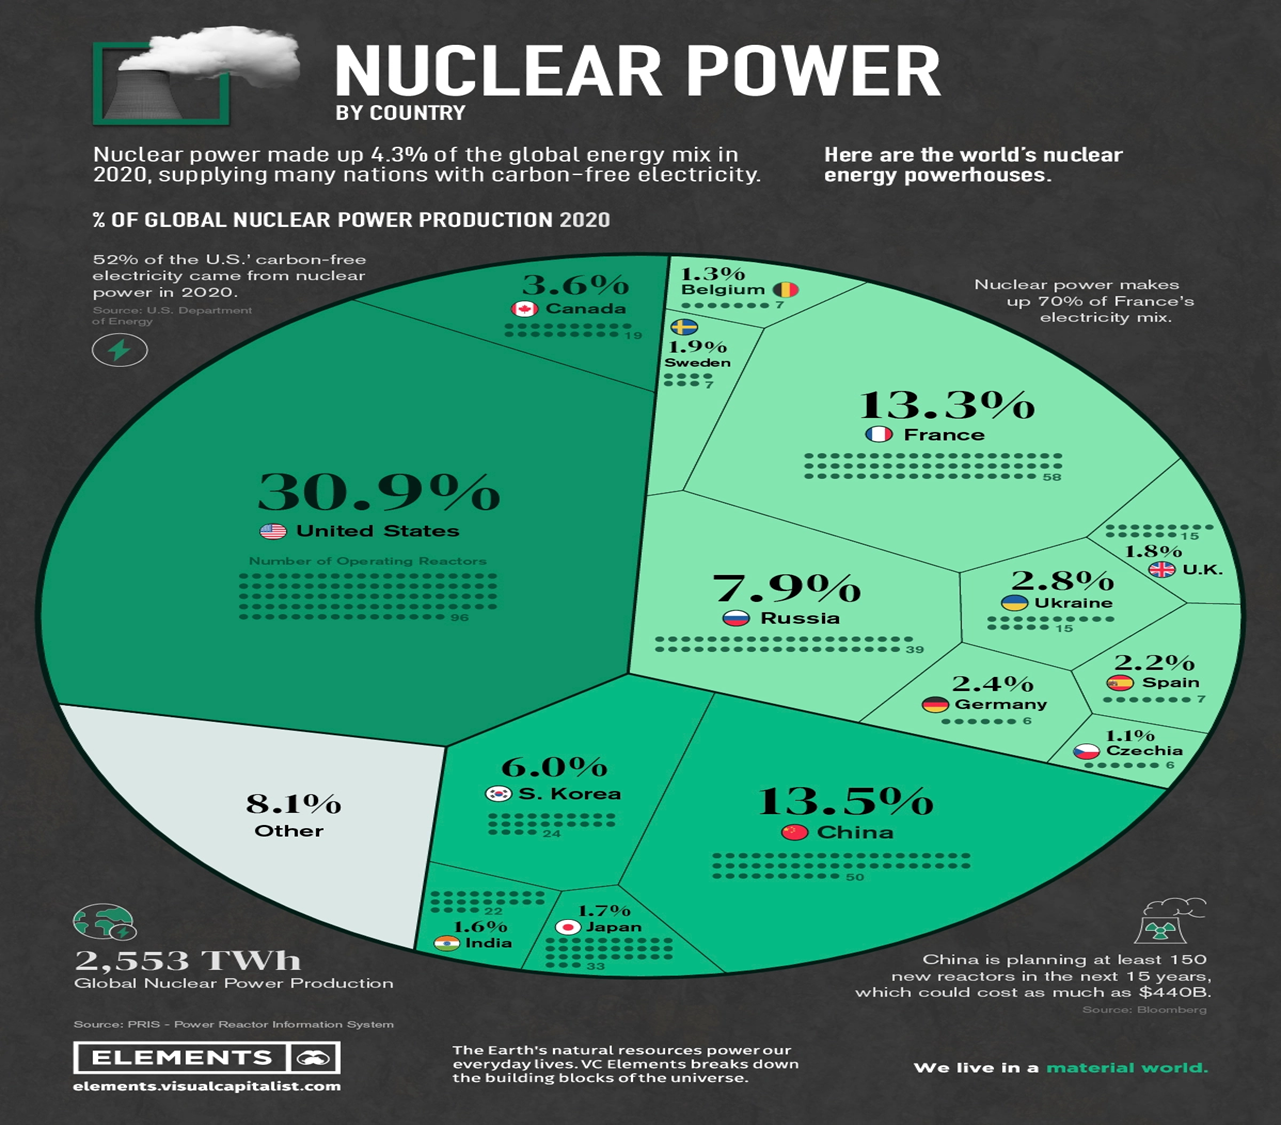 NUCLEAR POWER
BY COUNTRY
Nuclear power made up 4.3% of the global energy mix in
2020, supplying many nations with carbon-free electricity.
Here are the world's nuclear
energy powerhouses.
% OF GLOBAL NUCLEAR POWER PRODUCTION 2020
52% of the U.S.' carbon-free
electricity came from nuclear
power in 2020.
Source: U.S. Department
of Energy
Nuclear power makes
up 70% of France's
electricity mix.
3.6%
Canada
19
1.3%
Belgium
7
1.9%
Sweden
7
13.3%
France
58
30.9%
United States
Number of Operating Reactors
96
15
1.8%
U.K.
7.9%
Russia
39
2.8%
Ukraine
15
2.2%
Spain
7
2.4%
Germany
6
1.1%
Czechia
6
6.0%
S. Korea
24
13.5%
China
50
8.1%
Other
22
1.6%
India
1.7%
Japan
33
2,553 TWh
Global Nuclear Power Production
China is planning at least 150
new reactors in the next 15 years,
which could cost as much as $440B.
Source: Bloomberg
Source: PRIS - Power Reactor Information System
ELEMENTS
elements.visualcapitalist.com
The Earth's natural resources power our
everyday lives. VC Elements breaks down
the building blocks of the universe.
We live in a material world.